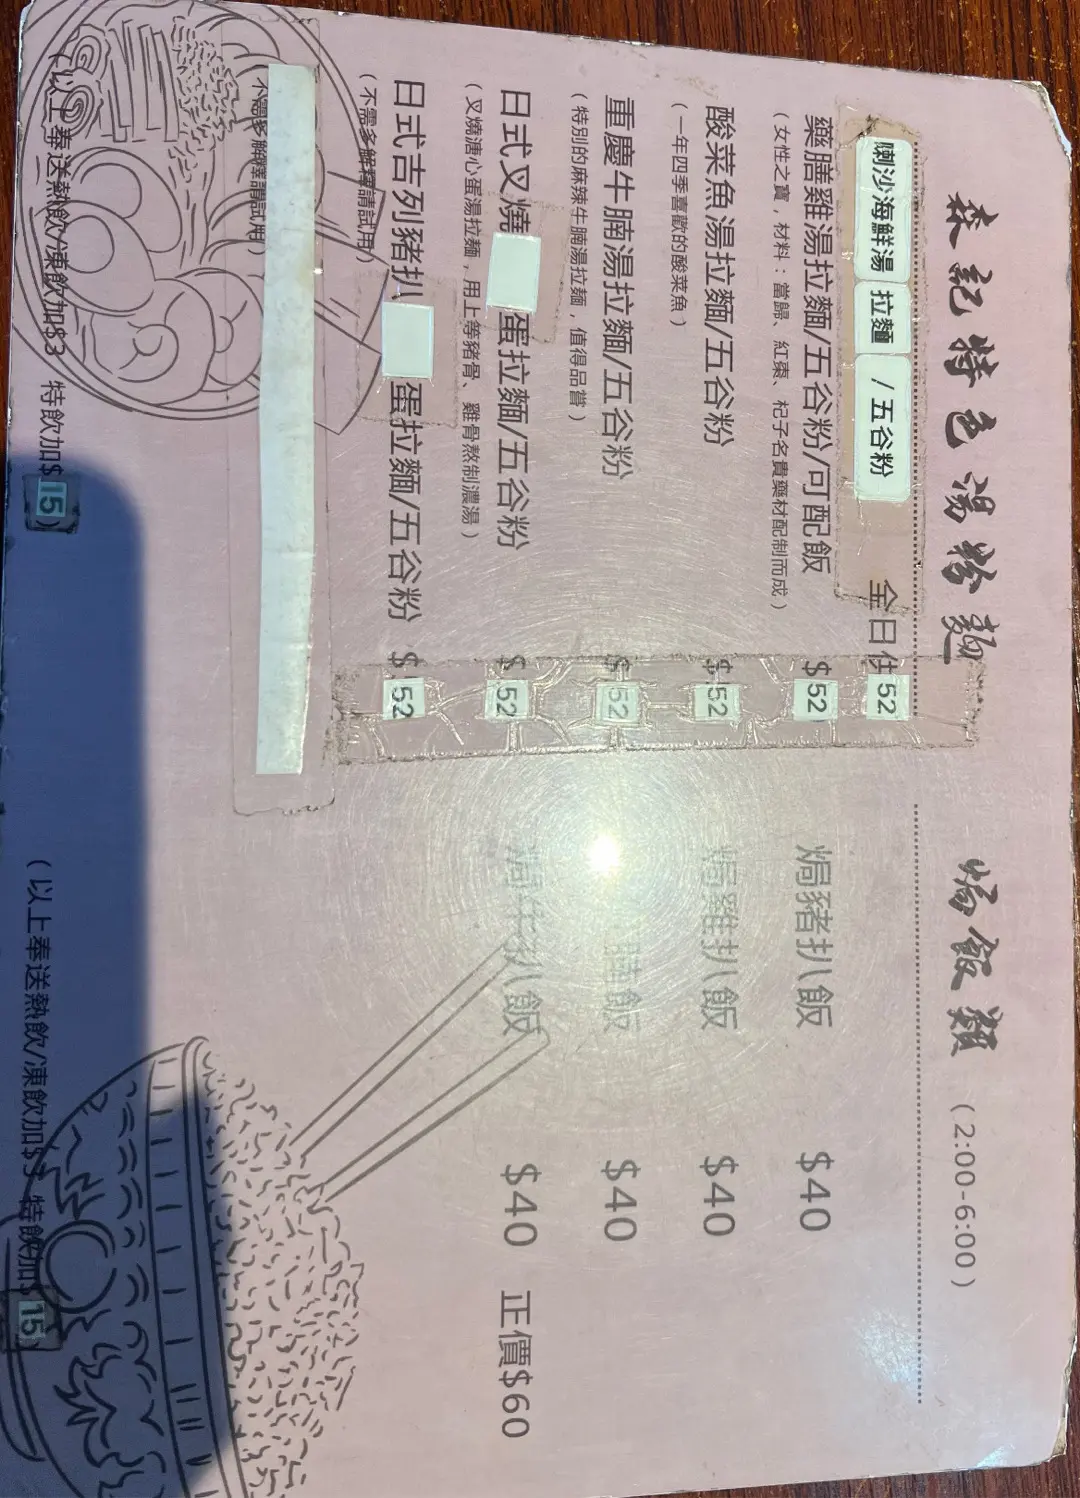 森記特色湯粉麵
喇沙海鮮湯 拉麵 /五谷粉 全日供 52
藥膳雞湯拉麵/五谷粉/可配飯 $52
(女性之寶，材料：當歸、紅棗、杞子名貴藥材配制而成)
酸菜魚湯拉麵/五谷粉 $52
(一年四季喜歡的酸菜魚)
重慶牛腩湯拉麵/五谷粉 $52
(特別的麻辣牛腩湯拉麵，值得品嘗)
日式叉燒 蛋拉麵/五谷粉 $52
(叉燒溏心蛋湯拉麵，用上等豬骨、雞骨熬制濃湯)
日式吉列豬扒 蛋拉麵/五谷粉 $52
(不需多解釋請試用)
不需多解釋請試用
(以上奉送熱飲/凍飲加$3 特飲加$15)
焗飯類 (2:00-6:00)
焗豬扒飯 $40
焗雞扒飯 $40
腩飯 $40
焗牛扒飯 $40 正價$60
(以上奉送熱飲/凍飲加$3 特飲加$15)